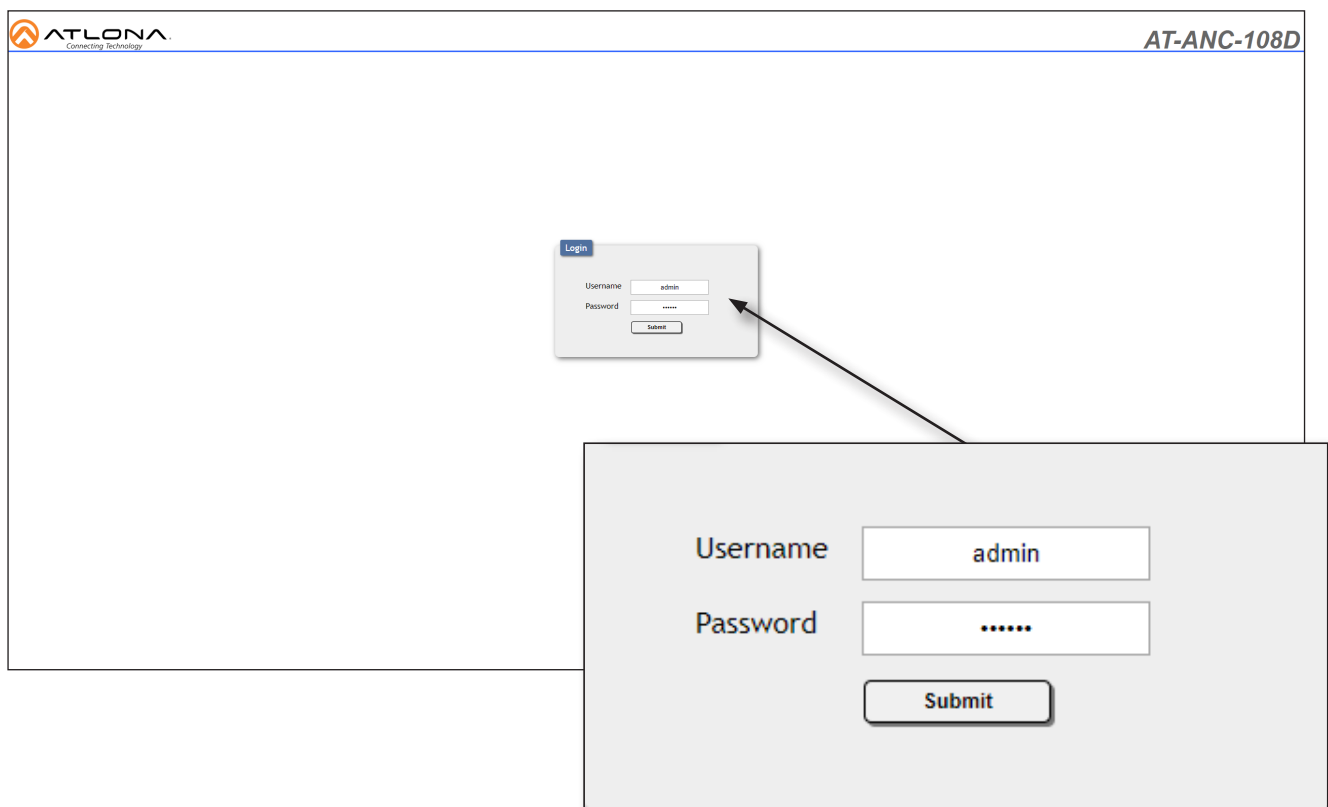 ATLONA.
Connecting Technology
AT-ANC-108D
Login
Username admin
Password ••••••
Submit
Username admin
Password ••••••
Submit